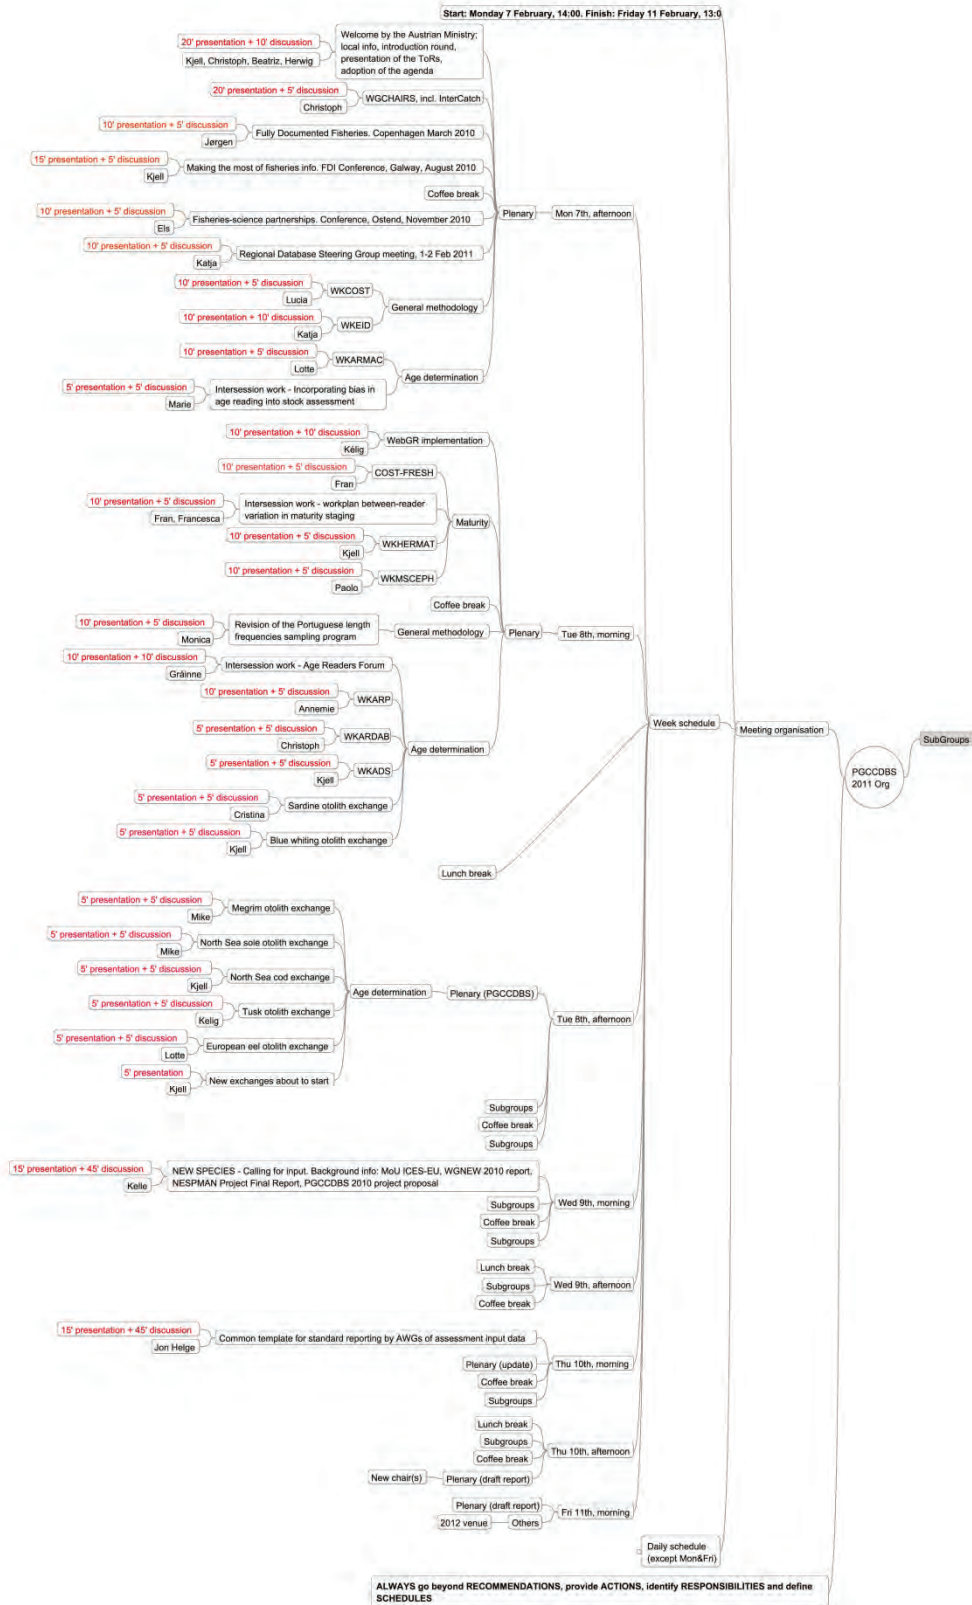 Start: Monday 7 February, 14:00. Finish: Friday 11 February, 13:0
20' presentation + 10' discussion
Kjell, Christoph, Beatriz, Herwig
Welcome by the Austrian Ministry;
local info, introduction round,
presentation of the ToRs,
adoption of the agenda
20' presentation + 5' discussion
Christoph
WGCHAIRS, incl. InterCatch
10' presentation + 5' discussion
Jørgen
Fully Documented Fisheries. Copenhagen March 2010
15' presentation + 5' discussion
Kjell
Making the most of fisheries info. FDI Conference, Galway, August 2010
Coffee break
10' presentation + 5' discussion
Els
Fisheries-science partnerships. Conference, Ostend, November 2010
10' presentation + 5' discussion
Katja
Regional Database Steering Group meeting, 1-2 Feb 2011
10' presentation + 5' discussion
Lucia
WKCOST
10' presentation + 10' discussion
Katja
WKEID
General methodology
10' presentation + 5' discussion
Lotte
WKARMAC
5' presentation + 5' discussion
Marie
Intersession work - Incorporating bias in
age reading into stock assessment
Age determination
Plenary
Mon 7th, afternoon
10' presentation + 10' discussion
Kélig
WebGR implementation
10' presentation + 5' discussion
Fran
COST-FRESH
10' presentation + 5' discussion
Fran, Francesca
Intersession work - workplan between-reader
variation in maturity staging
10' presentation + 5' discussion
Kjell
WKHERMAT
10' presentation + 5' discussion
Paolo
WKMSCEPH
Maturity
Coffee break
10' presentation + 5' discussion
Monica
Revision of the Portuguese length
frequencies sampling program
General methodology
10' presentation + 10' discussion
Gráinne
Intersession work - Age Readers Forum
10' presentation + 5' discussion
Annemie
WKARP
5' presentation + 5' discussion
Christoph
WKARDAB
5' presentation + 5' discussion
Kjell
WKADS
5' presentation + 5' discussion
Cristina
Sardine otolith exchange
5' presentation + 5' discussion
Kjell
Blue whiting otolith exchange
Age determination
Plenary
Tue 8th, morning
Lunch break
5' presentation + 5' discussion
Mike
Megrim otolith exchange
5' presentation + 5' discussion
Mike
North Sea sole otolith exchange
5' presentation + 5' discussion
Kjell
North Sea cod exchange
5' presentation + 5' discussion
Kelig
Tusk otolith exchange
5' presentation + 5' discussion
Lotte
European eel otolith exchange
5' presentation
Kjell
New exchanges about to start
Age determination
Plenary (PGCCDBS)
Subgroups
Coffee break
Subgroups
Tue 8th, afternoon
15' presentation + 45' discussion
Kelle
NEW SPECIES - Calling for input. Background info: MoU ICES-EU, WGNEW 2010 report,
NESPMAN Project Final Report, PGCCDBS 2010 project proposal
Subgroups
Coffee break
Subgroups
Wed 9th, morning
Lunch break
Subgroups
Coffee break
Wed 9th, afternoon
15' presentation + 45' discussion
Jon Helge
Common template for standard reporting by AWGs of assessment input data
Plenary (update)
Coffee break
Subgroups
Thu 10th, morning
Lunch break
Subgroups
Coffee break
New chair(s)
Plenary (draft report)
Thu 10th, afternoon
Plenary (draft report)
2012 venue
Others
Fri 11th, morning
Week schedule
Daily schedule
(except Mon&Fri)
Meeting organisation
PGCCDBS
2011 Org
SubGroups
ALWAYS go beyond RECOMMENDATIONS, provide ACTIONS, identify RESPONSIBILITIES and define
SCHEDULES